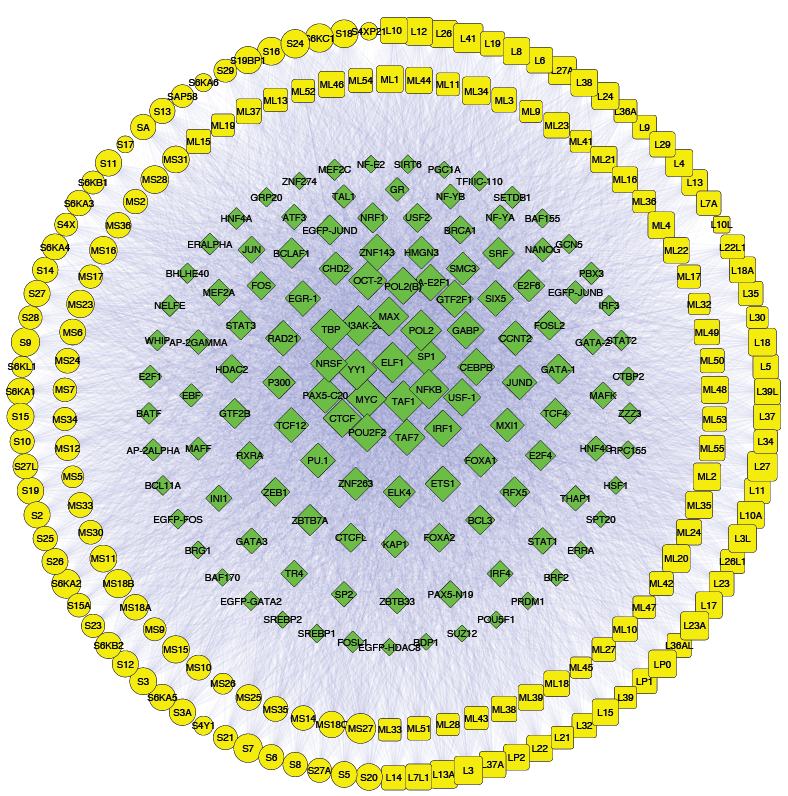 S4XP21
L10
L12
L26
L41
L19
L8
L6
L27A
L38
L24
L36A
L9
L29
L4
L13
L7A
L10L
L22L1
L18A
L35
L30
L18
L5
L39L
L37
L34
L27
L11
L10A
L3L
L26L1
L23
L17
L23A
L36AL
LP0
LP1
L39
L15
L32
L21
L22
LP2
L37A
L3
L13A
L7L1
L14
S20
S5
S27A
S8
S6
S7
S21
S4Y1
S3A
S6KA5
S3
S12
S6KB2
S23
S15A
S6KA2
S26
S25
S2
S19
S27L
S10
S15
S6KA1
S6KL1
S9
S28
S27
S14
S6KA4
S4X
S6KA3
S6KB1
S11
S17
SA
S13
SAP58
S6KA6
S29
S19BP1
S16
S24
S6KC1
S18
ML1
ML44
ML11
ML34
ML3
ML9
ML23
ML41
ML21
ML16
ML36
ML4
ML22
ML17
ML32
ML49
ML50
ML48
ML53
ML55
ML2
ML35
ML24
ML20
ML42
ML47
ML10
ML27
ML45
ML18
ML39
ML38
ML43
ML28
ML51
ML33
MS27
MS18C
MS14
MS35
MS25
MS26
MS10
MS15
MS9
MS18A
MS18B
MS11
MS30
MS33
MS5
MS12
MS34
MS7
MS24
MS6
MS23
MS17
MS16
MS36
MS2
MS28
MS31
ML15
ML19
ML37
ML13
ML52
ML46
ML54
NF-E2
SIRT6
PGC1A
TFIIIC-110
SETDB1
BAF155
GCN5
PBX3
IRF3
STAT2
CTBP2
ZZZ3
RPC155
HSF1
SPT20
ERRA
BRF2
PRDM1
POU5F1
SUZ12
BDP1
EGFP-HDAC8
FOSL1
SREBP1
SREBP2
EGFP-GATA2
BAF170
BRG1
EGFP-FOS
BCL11A
AP-2ALPHA
BATF
E2F1
WHIP
NELFE
BHLHE40
ERALPHA
HNF4A
GRP20
ZNF274
MEF2C
GR
NF-YB
NF-YA
NANOG
EGFP-JUNB
GATA-2
MAFK
HNF4G
THAP1
STAT1
IRF4
PAX5-N19
ZBTB33
SP2
TR4
GATA3
INI1
MAFF
EBF
AP-2GAMMA
MEF2A
JUN
ATF3
TAL1
NRF1
USF2
BRCA1
SRF
E2F6
FOSL2
GATA-1
TCF4
E2F4
RFX5
BCL3
FOXA2
KAP1
CTCFL
ZBTB7A
ZEB1
RXRA
GTF2B
HDAC2
STAT3
FOS
BCLAF1
EGFP-JUND
ZNF143
HMGN3
SMC3
SIX5
CCNT2
JUND
MXI1
FOXA1
ETS1
ELK4
ZNF263
PU.1
TCF12
P300
RAD21
EGR-1
CHD2
OCT-2
POL2(B)
GTF2F1
GABP
CEBPB
USF-1
IRF1
TAF7
POU2F2
CTCF
PAX5-C20
NRSF
TBP
MAX
POL2
SP1
NFKB
TAF1
MYC
YY1
ELF1